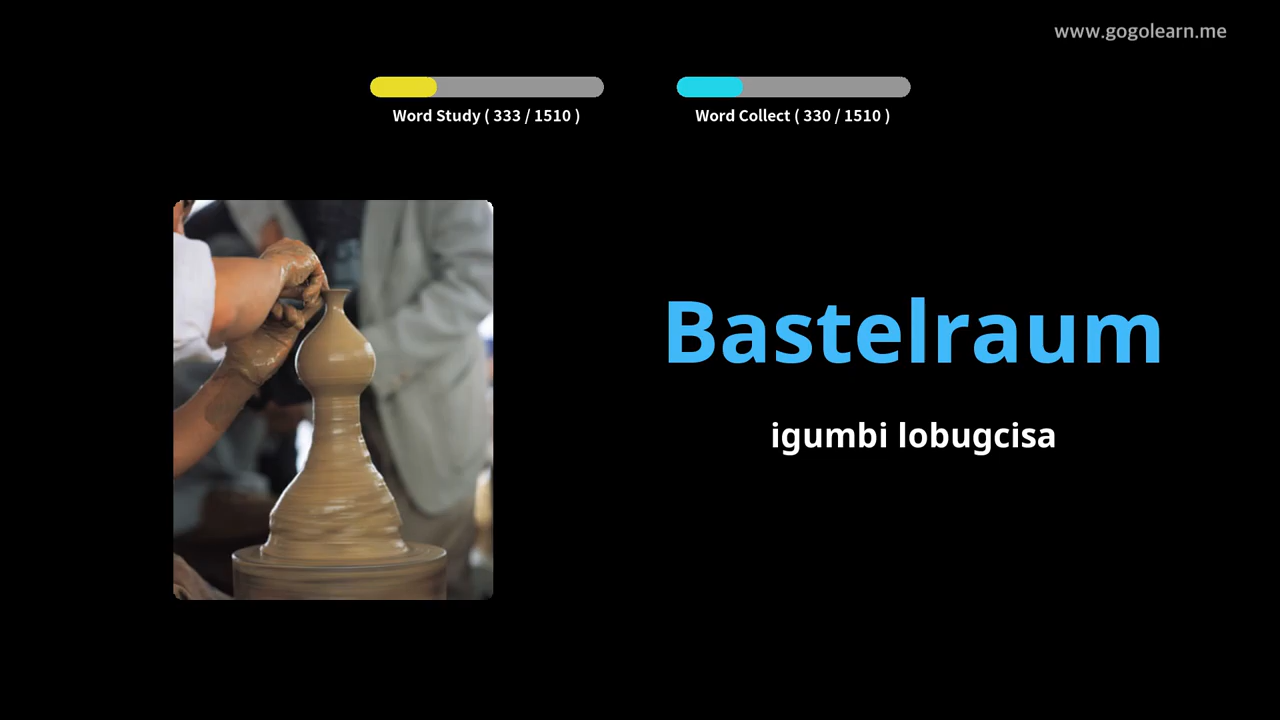 www.gogolearn.me
Word Study ( 333 / 1510 )
Word Collect ( 330 / 1510 )
Bastelraum
igumbi lobugcisa